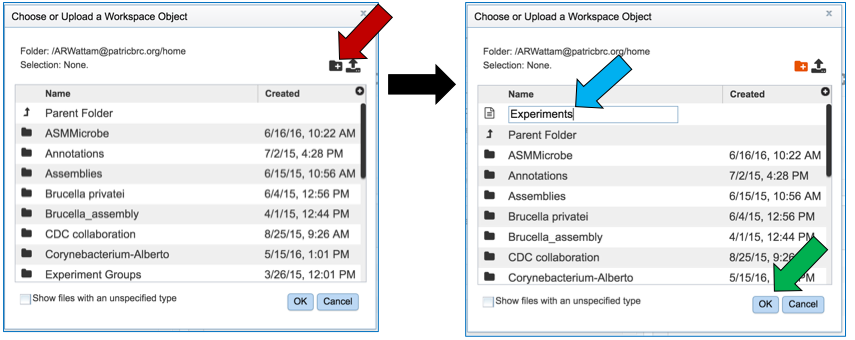 Choose or Upload a Workspace Object x
Folder: /ARWattam@patricbrc.org/home
Selection: None.
Name Created
Parent Folder
ASMMicrobe 6/16/16, 10:22 AM
Annotations 7/2/15, 4:28 PM
Assemblies 6/15/15, 10:56 AM
Brucella privatei 6/4/15, 12:56 PM
Brucella_assembly 4/1/15, 12:44 PM
CDC collaboration 8/25/15, 9:26 AM
Corynebacterium-Alberto 5/15/16, 1:01 PM
Experiment Groups 3/26/15, 12:01 PM
Show files with an unspecified type OK Cancel
Choose or Upload a Workspace Object x
Folder: /ARWattam@patricbrc.org/home
Selection: None.
Name Created
Experiments
Parent Folder
ASMMicrobe 6/16/16, 10:22 AM
Annotations 7/2/15, 4:28 PM
Assemblies 6/15/15, 10:56 AM
Brucella privatei 6/4/15, 12:56 PM
Brucella_assembly 4/1/15, 12:44 PM
CDC collaboration 8/25/15,
Corynebacterium-Alberto 5/15/16, PM
Show files with an unspecified type OK Cancel